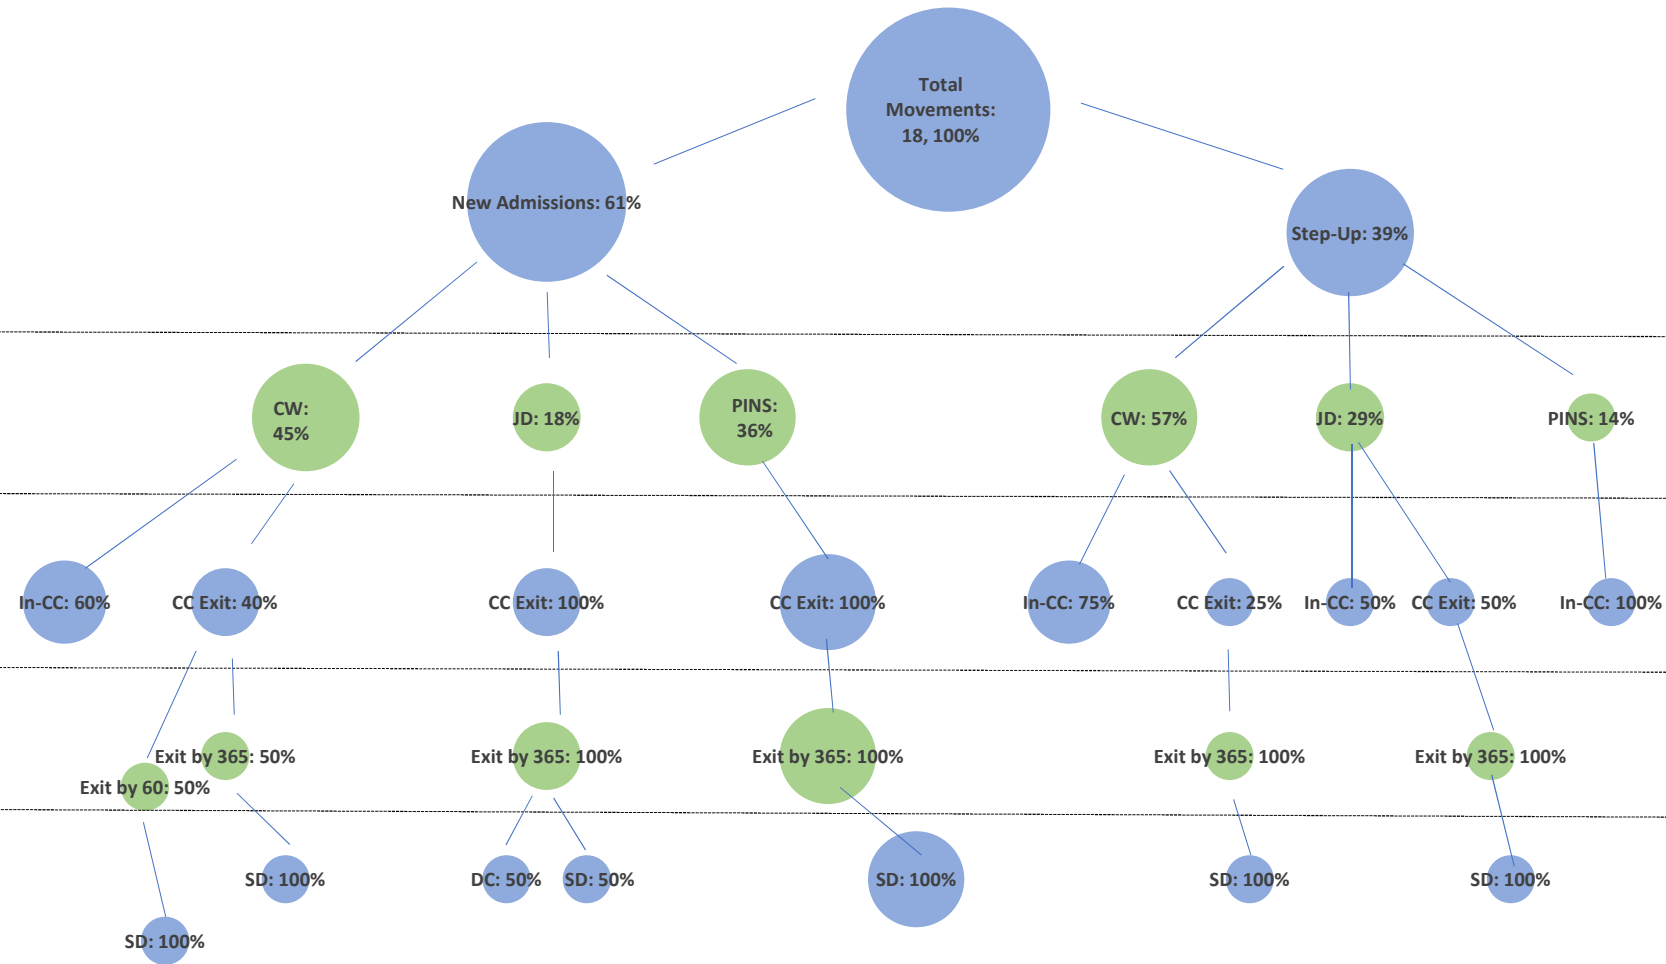 Total
Movements:
18, 100%
New Admissions: 61%
Step-Up: 39%
CW:
45%
JD: 18%
PINS:
36%
CW: 57%
JD: 29%
PINS: 14%
In-CC: 60%
CC Exit: 40%
CC Exit: 100%
CC Exit: 100%
In-CC: 75%
CC Exit: 25%
In-CC: 50%
CC Exit: 50%
In-CC: 100%
Exit by 365: 50%
Exit by 60: 50%
Exit by 365: 100%
Exit by 365: 100%
Exit by 365: 100%
Exit by 365: 100%
SD: 100%
DC: 50%
SD: 50%
SD: 100%
SD: 100%
SD: 100%
SD: 100%